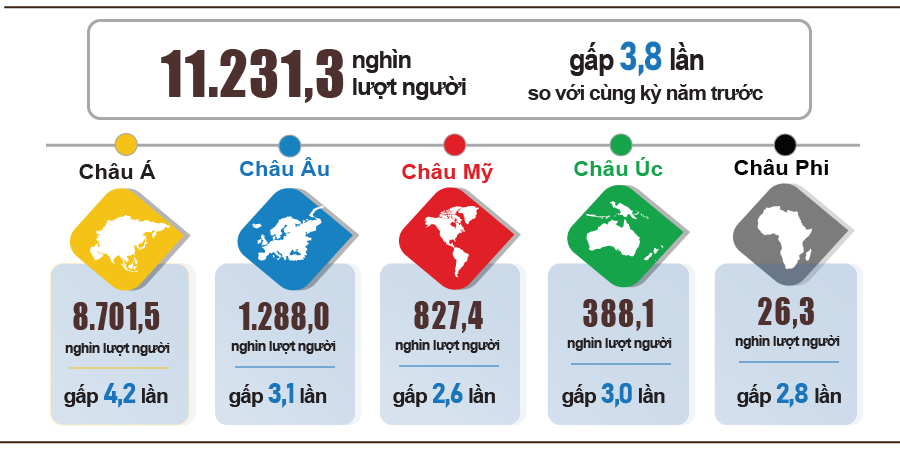 11.231,3 nghìn lượt người
gấp 3,8 lần
so với cùng kỳ năm trước
Châu Á
Châu Âu
Châu Mỹ
Châu Úc
Châu Phi
8.701,5
nghìn lượt người
gấp 4,2 lần
1.288,0
nghìn lượt người
gấp 3,1 lần
827,4
nghìn lượt người
gấp 2,6 lần
388,1
nghìn lượt người
gấp 3,0 lần
26,3
nghìn lượt người
gấp 2,8 lần